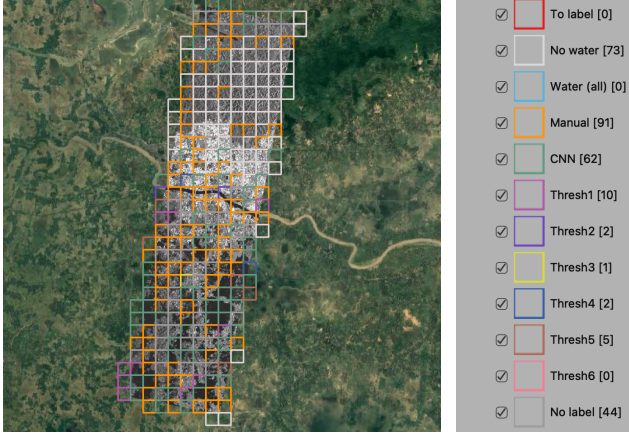 To label [0]
No water [73]
Water (all) [0]
Manual [91]
CNN [62]
Thresh1 [10]
Thresh2 [2]
Thresh3 [1]
Thresh4 [2]
Thresh5 [5]
Thresh6 [0]
No label [44]